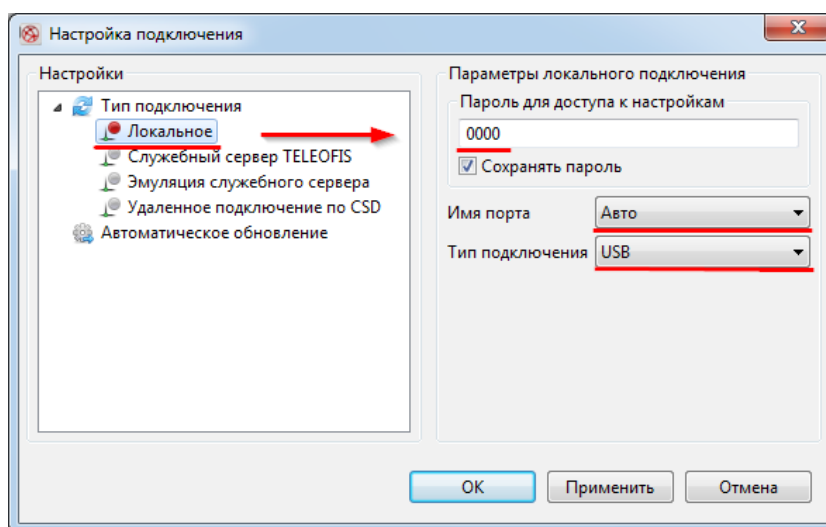 Настройка подключения
Настройки
Тип подключения
Локальное
Служебный сервер TELEOFIS
Эмуляция служебного сервера
Удаленное подключение по CSD
Автоматическое обновление
Параметры локального подключения
Пароль для доступа к настройкам
0000
Сохранять пароль
Имя порта Авто
Тип подключения USB
OK Применить Отмена